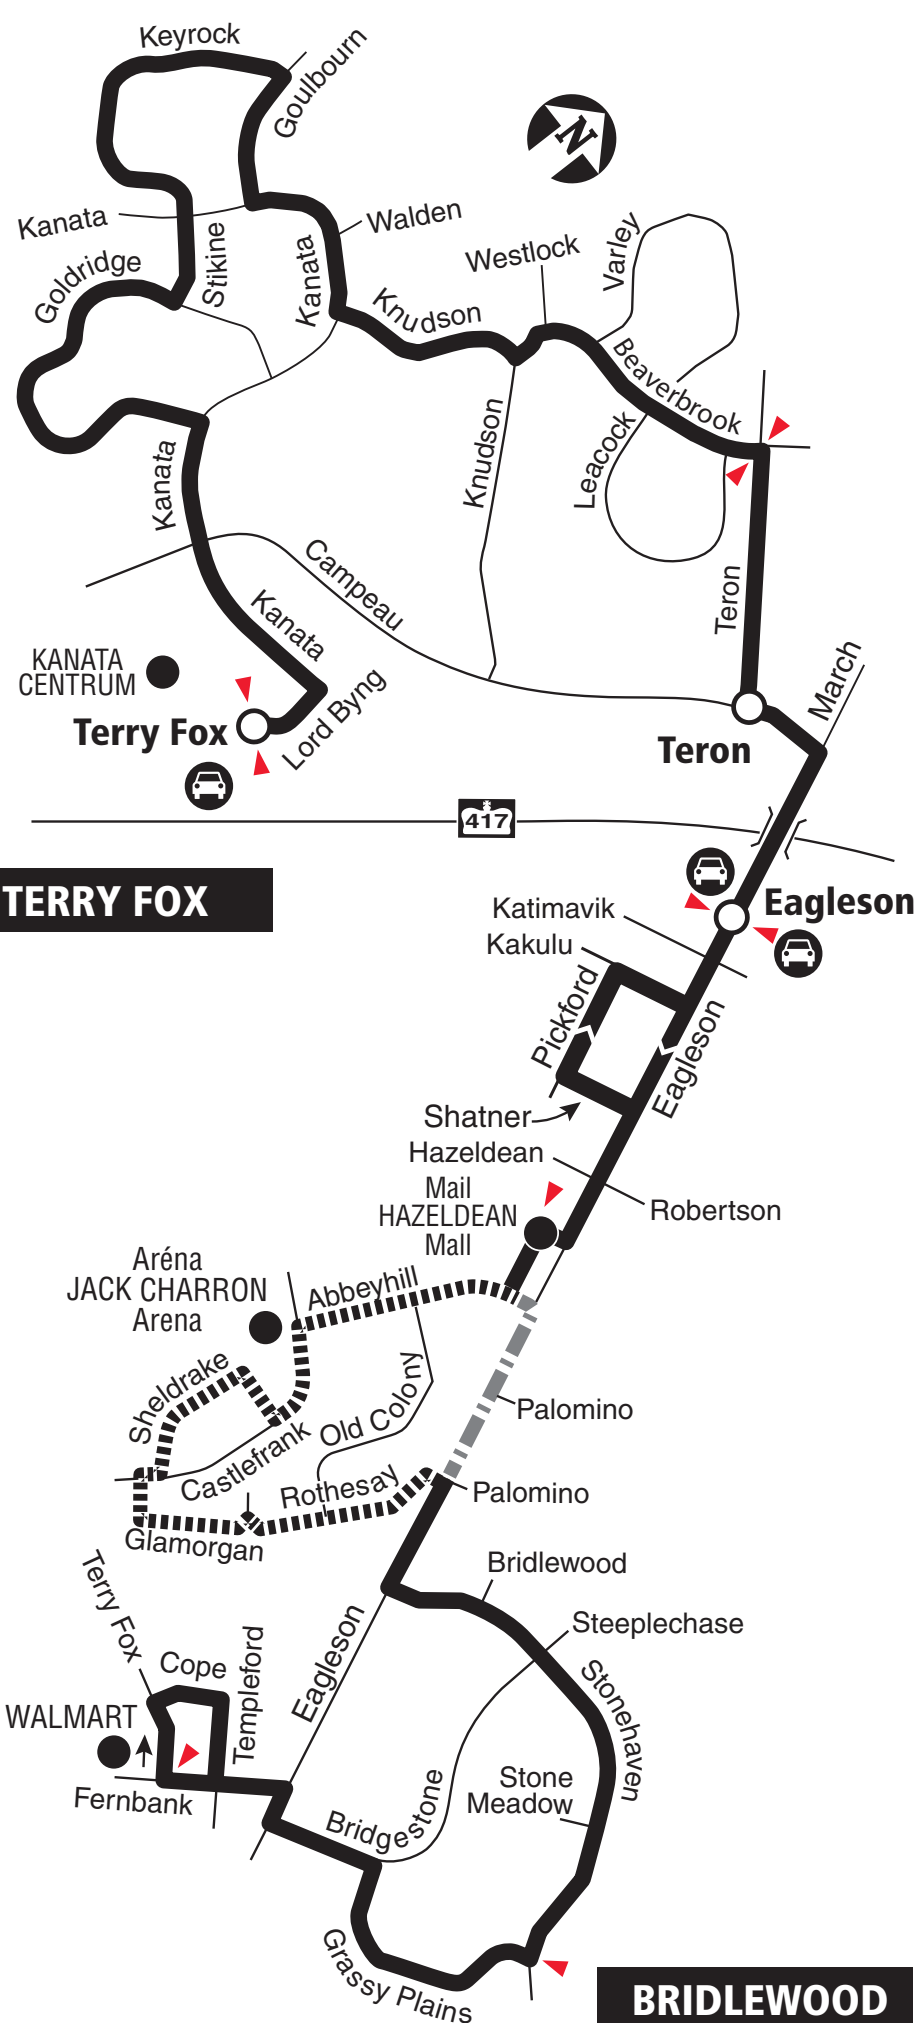 Keyrock
Goulbourn
N
Kanata
Walden
Stikine
Kanata
Varley
Westlock
Goldridge
Knudson
Beaverbrook
Knudson
Leacock
Kanata
Campeau
Teron
Kanata
KANATA
CENTRUM
March
Lord Byng
Terry Fox
Teron
417
TERRY FOX
Eagleson
Katimavik
Kakulu
Pickford
Eagleson
Shatner
Hazeldean
Mail
HAZELDEAN
Mall
Robertson
Aréna
JACK CHARRON
Arena
Abbeyhill
Sheldrake
Old Colony
Palomino
Castlefrank
Rothesay
Palomino
Glamorgan
Bridlewood
Terry Fox
Steeplechase
Cope
Templeford
Eagleson
Stonehaven
WALMART
Stone
Meadow
Fernbank
Bridgestone
Grassy Plains
BRIDLEWOOD